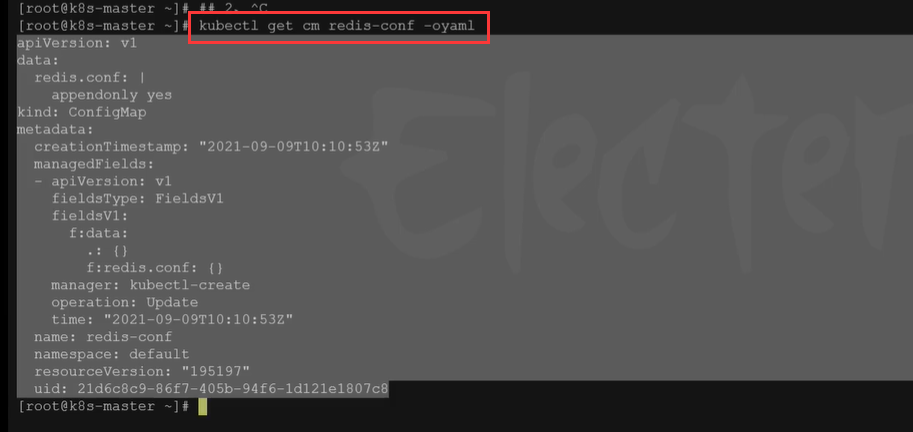 [root@k8s-master ~]# ## 2. ^C
[root@k8s-master ~]# kubectl get cm redis-conf -oyaml
apiVersion: v1
data:
  redis.conf: |
    appendonly yes
kind: ConfigMap
metadata:
  creationTimestamp: "2021-09-09T10:10:53Z"
  managedFields:
  - apiVersion: v1
    fieldsType: FieldsV1
    fieldsV1:
      f:data:
        .: {}
        f:redis.conf: {}
    manager: kubectl-create
    operation: Update
    time: "2021-09-09T10:10:53Z"
  name: redis-conf
  namespace: default
  resourceVersion: "195197"
  uid: 21d6c8c9-86f7-405b-94f6-1d121e1807c8
[root@k8s-master ~]#
Electer